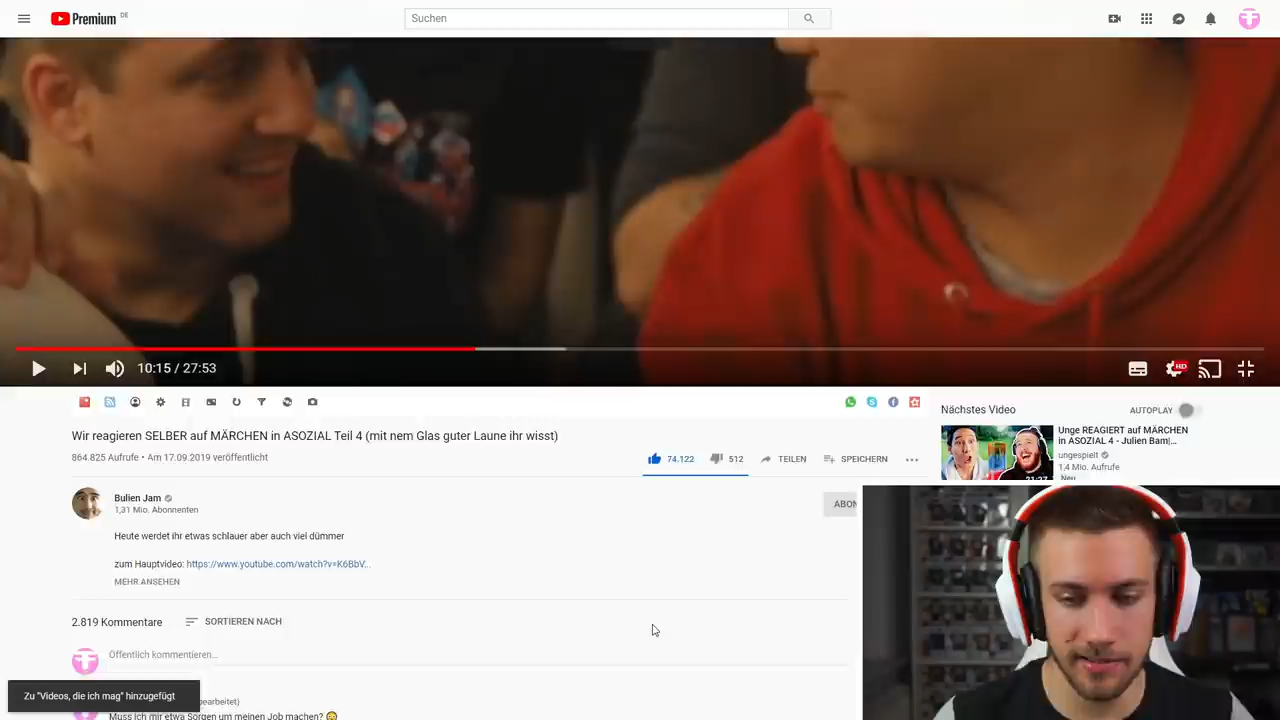 Premium DE
Suchen
10:15 / 27:53
HD
Wir reagieren SELBER auf MÄRCHEN in ASOZIAL Teil 4 (mit nem Glas guter Laune ihr wisst)
864.825 Aufrufe • Am 17.09.2019 veröffentlicht
74.122
512
TEILEN
SPEICHERN
Nächstes Video
AUTOPLAY
Unge REAGIERT auf MÄRCHEN
in ASOZIAL 4 - Julien Bam|...
ungespielt
1,4 Mio. Aufrufe
Neu
21:27
Bulien Jam
1,31 Mio. Abonnenten
ABON
Heute werdet ihr etwas schlauer aber auch viel dümmer
zum Hauptvideo: https://www.youtube.com/watch?v=K6BbV...
MEHR ANSEHEN
2.819 Kommentare
SORTIEREN NACH
Öffentlich kommentieren...
Zu "Videos, die ich mag" hinzugefügt
bearbeitet)
Muss ich mir etwa Sorgen um meinen Job machen? 😳